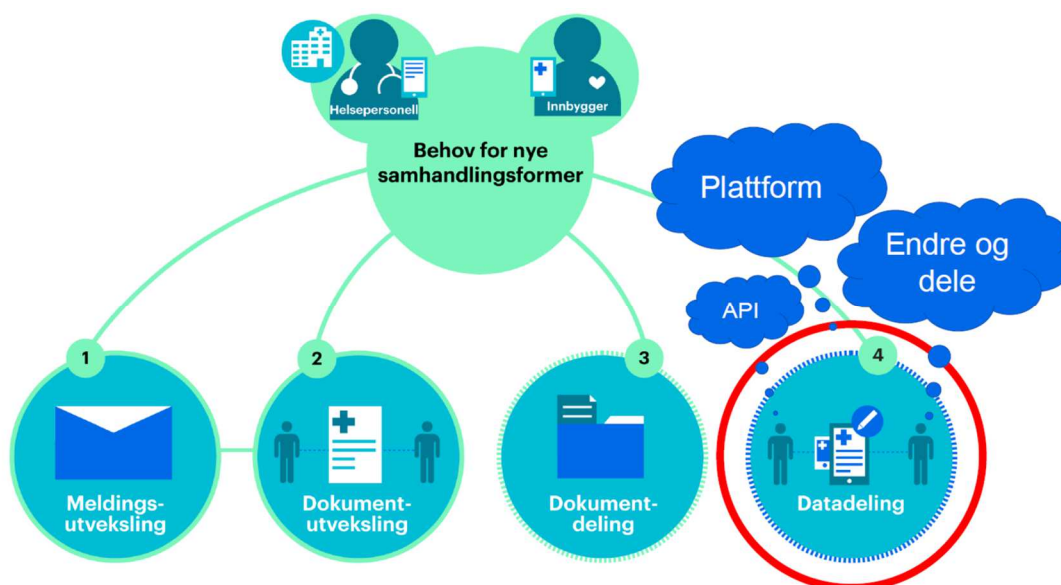 Helsepersonell
Innbygger
Behov for nye
samhandlingsformer
Plattform
Endre og
dele
API
1
2
3
4
Meldings-
utveksling
Dokument-
utveksling
Dokument-
deling
Datadeling